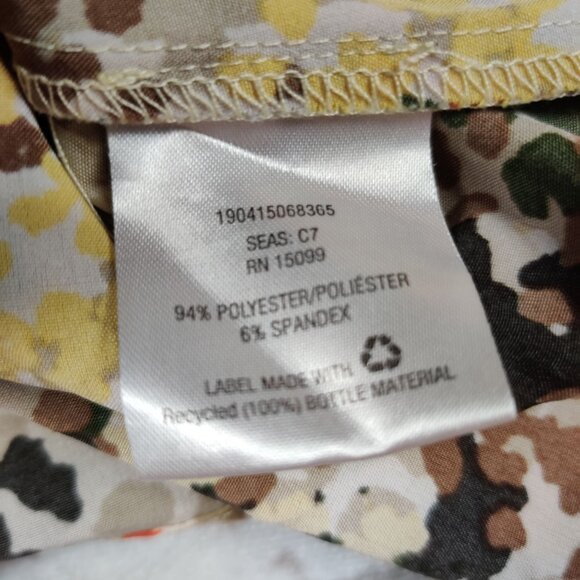 190415068365
SEAS: C7
RN 15099
94% POLYESTER/POLIÉSTER
6% SPANDEX
LABEL MADE WITH
Recycled (100%) BOTTLE MATERIAL